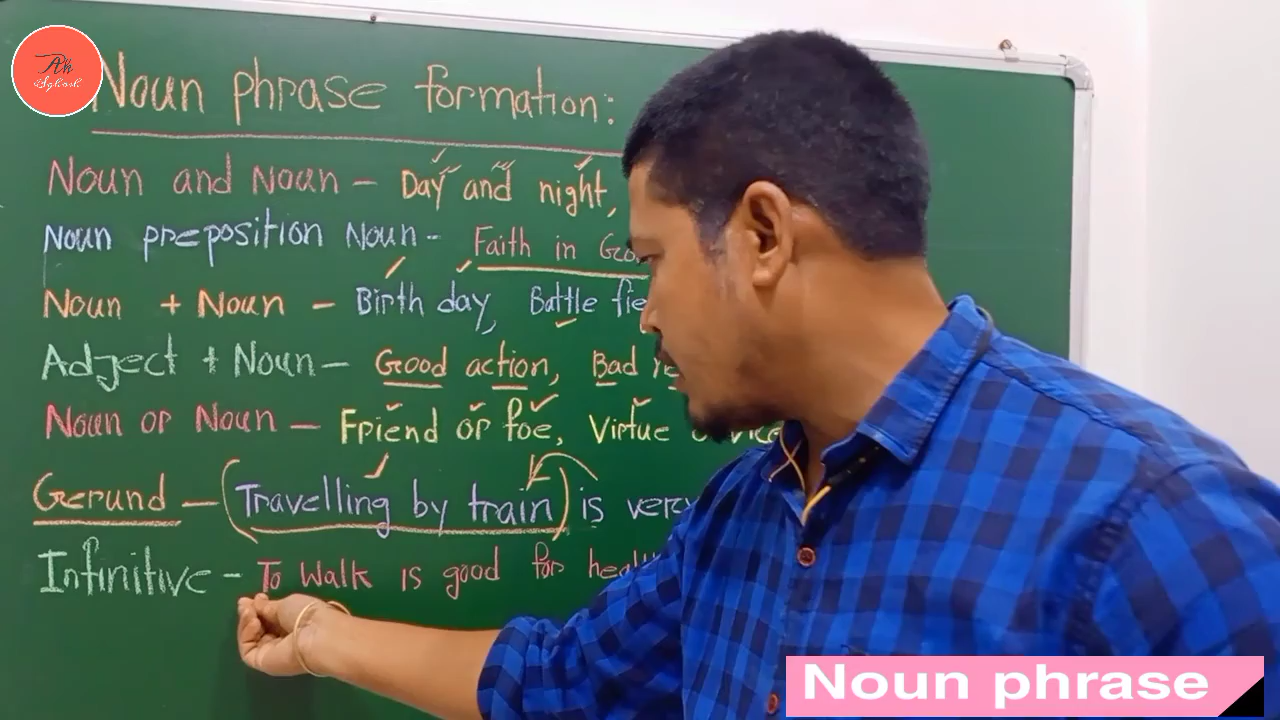 Noun phrase formation:
Noun and Noun - Day and night,
Noun preposition Noun - Faith in
Noun + Noun - Birth day, Battle
Adject + Noun - Good action, Bad
Noun or Noun - Friend or foe, Virtue
Gerund - (Travelling by train) is very
Infinitive - To Walk is good for
Noun phrase